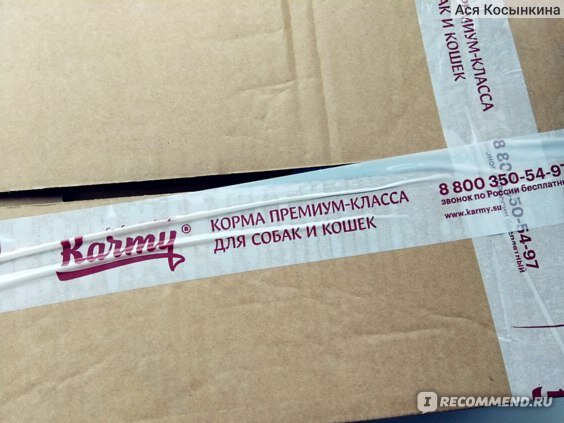 Ася Косынкина
ПРЕМИУМ-КЛАССА
И КОШЕК
8 800
Karmy®
КОРМА ПРЕМИУМ-КЛАССА
ДЛЯ СОБАК И КОШЕК
8 800 350-54-97
звонок по России бесплатный
www.karmy.su
54-97
IRECOMMEND.RU